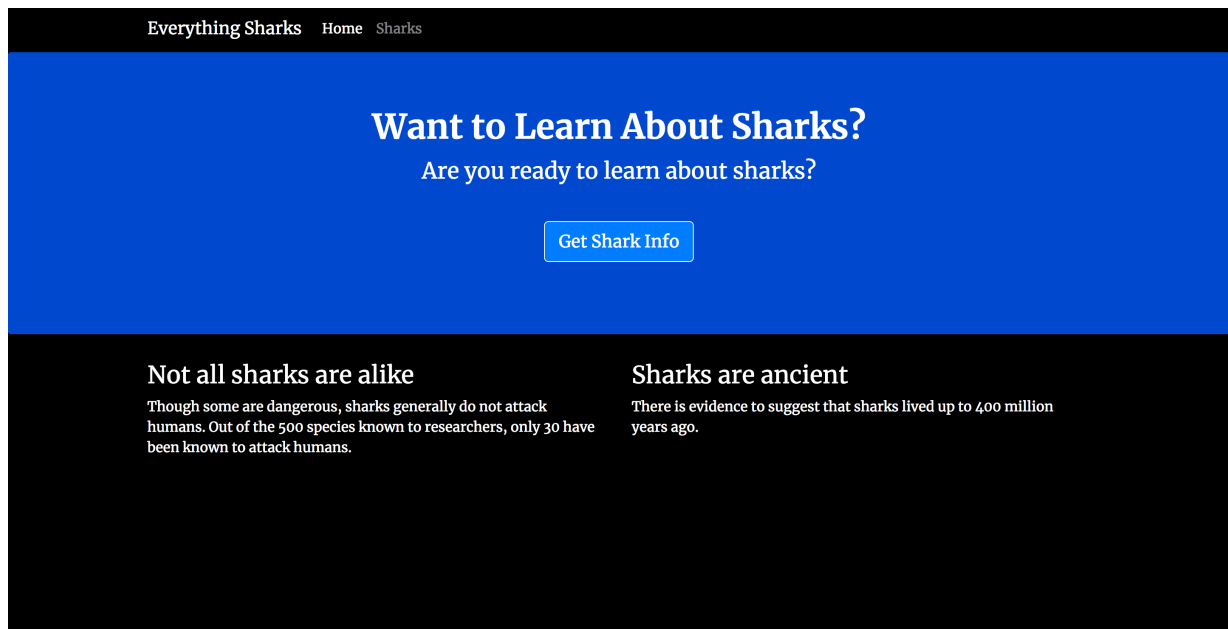 Everything Sharks Home Sharks
Want to Learn About Sharks?
Are you ready to learn about sharks?
Get Shark Info
Not all sharks are alike
Though some are dangerous, sharks generally do not attack
humans. Out of the 500 species known to researchers, only 30 have
been known to attack humans.
Sharks are ancient
There is evidence to suggest that sharks lived up to 400 million
years ago.